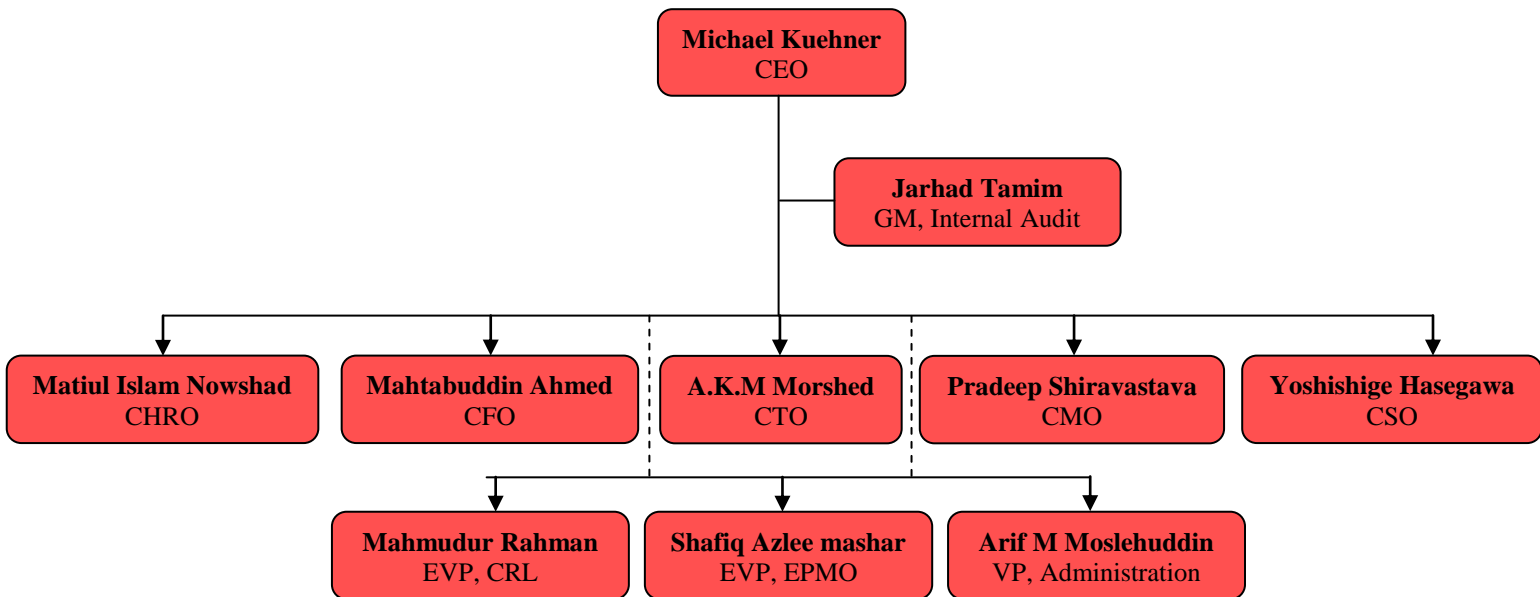 Michael Kuehner
CEO
Jarhad Tamim
GM, Internal Audit
Matiul Islam Nowshad
CHRO
Mahtabuddin Ahmed
CFO
A.K.M Morshed
CTO
Pradeep Shiravastava
CMO
Yoshishige Hasegawa
CSO
Mahmudur Rahman
EVP, CRL
Shafiq Azlee mashar
EVP, EPMO
Arif M Moslehuddin
VP, Administration